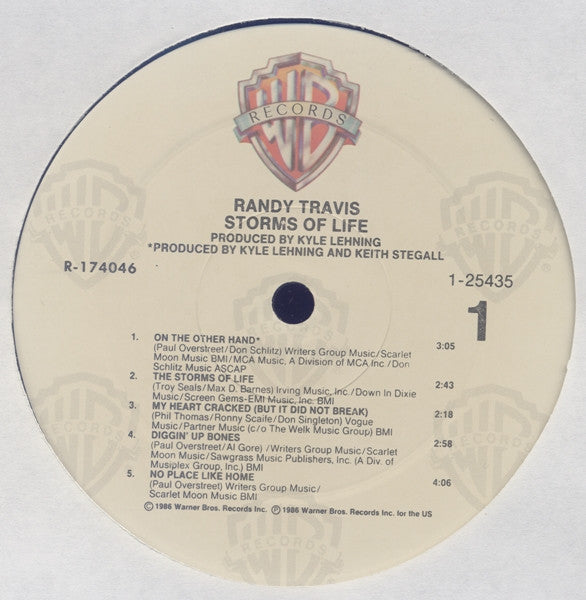 WB
RECORDS
RANDY TRAVIS
STORMS OF LIFE
PRODUCED BY KYLE LEHNING
*PRODUCED BY KYLE LEHNING AND KEITH STEGALL
R-174046
1-25435
1
1. ON THE OTHER HAND* 3:05
(Paul Overstreet/Don Schlitz) Writers Group Music/Scarlet
Moon Music BMI/MCA Music, A Division of MCA Inc./Don
Schlitz Music ASCAP
2. THE STORMS OF LIFE 2:43
(Troy Seals/Max D. Barnes) Irving Music, Inc./Down In Dixie
Music/Screen Gems-EMI Music Inc. BMI
3. MY HEART CRACKED (BUT IT DID NOT BREAK) 2:18
(Phil Thomas/Ronny Scaife/Don Singleton) Vogue
Music/Partner Music (c/o The Welk Music Group) BMI
4. DIGGIN' UP BONES 2:58
(Paul Overstreet/Al Gore) /Writers Group Music/Scarlet
Moon Music/Sawgrass Music Publishers, Inc. (A Div. of
Musiplex Group, Inc.) BMI
5. NO PLACE LIKE HOME 4:06
(Paul Overstreet) Writers Group Music/
Scarlet Moon Music BMI
© 1986 Warner Bros. Records Inc. ℗ 1986 Warner Bros. Records Inc. for the US